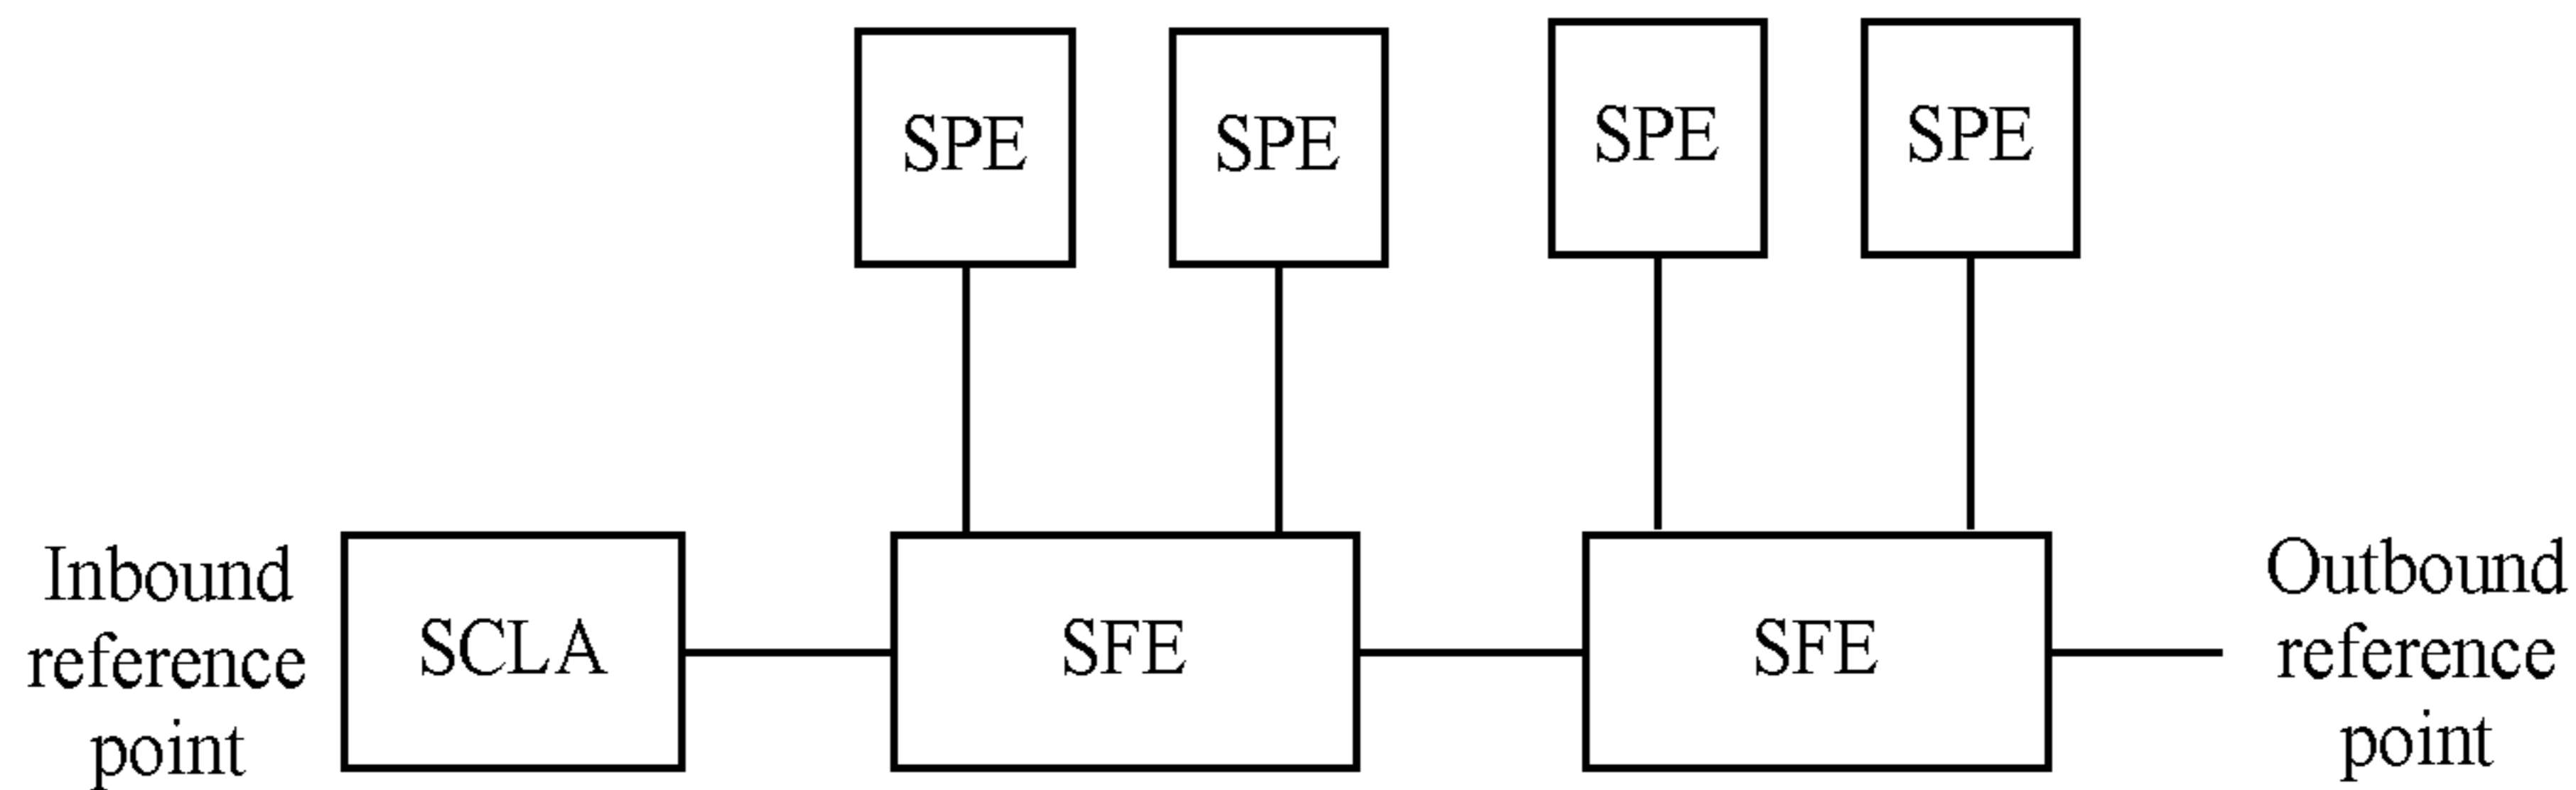 SPE
SPE
SPE
SPE
Inbound
reference
point
SCLA
SFE
SFE
Outbound
reference
point